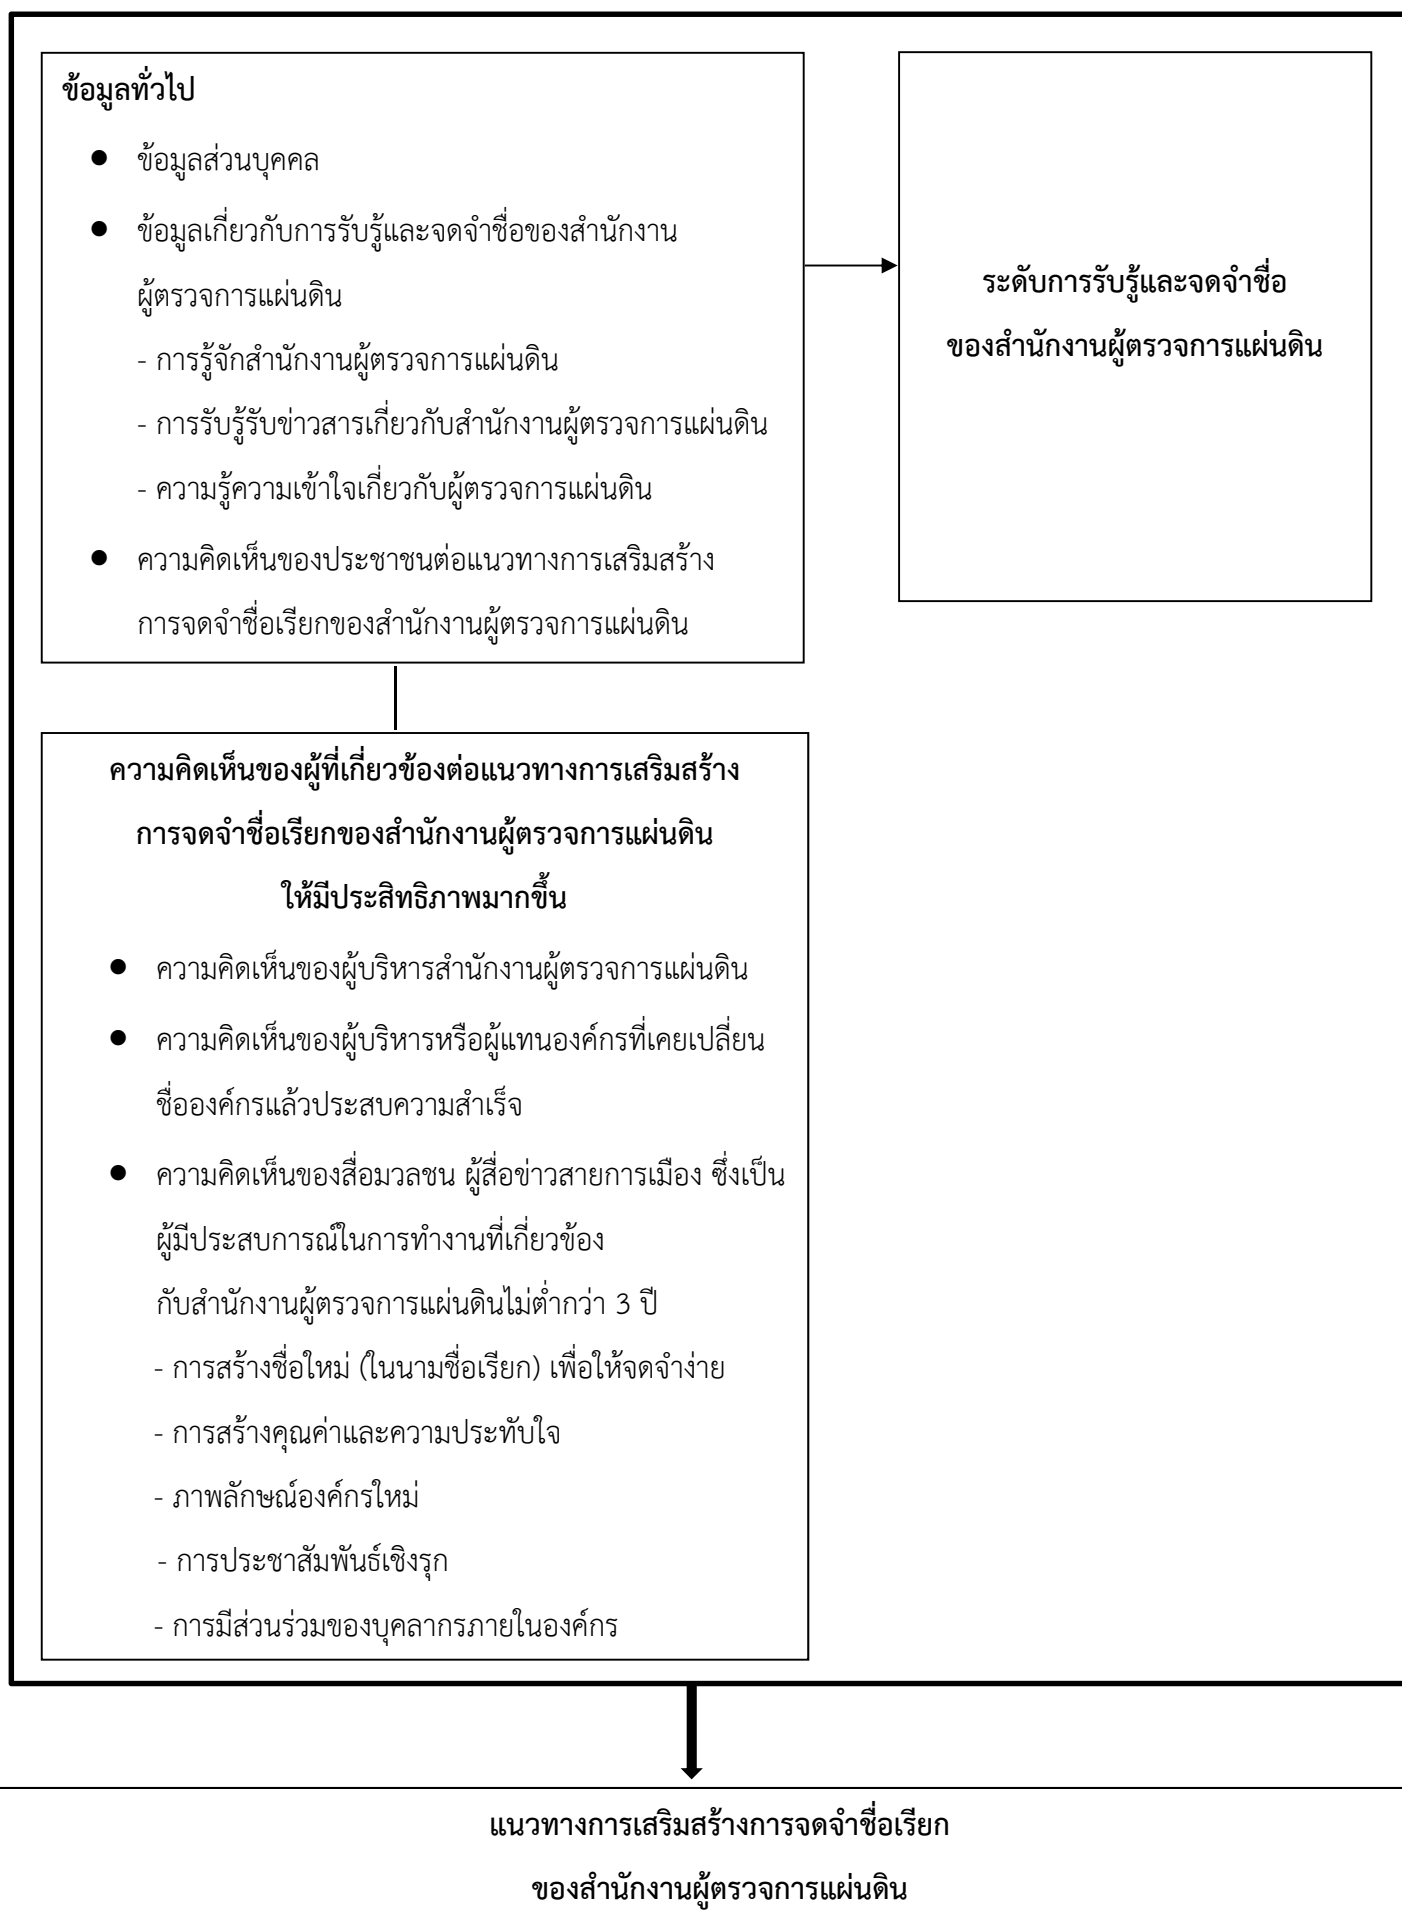 ข้อมูลทั่วไป
● ข้อมูลส่วนบุคคล
● ข้อมูลเกี่ยวกับการรับรู้และจดจำชื่อของสำนักงาน
ผู้ตรวจการแผ่นดิน
- การรู้จักสำนักงานผู้ตรวจการแผ่นดิน
- การรับรู้รับข่าวสารเกี่ยวกับสำนักงานผู้ตรวจการแผ่นดิน
- ความรู้ความเข้าใจเกี่ยวกับผู้ตรวจการแผ่นดิน
● ความคิดเห็นของประชาชนต่อแนวทางการเสริมสร้าง
การจดจำชื่อเรียกของสำนักงานผู้ตรวจการแผ่นดิน
ระดับการรับรู้และจดจำชื่อ
ของสำนักงานผู้ตรวจการแผ่นดิน
ความคิดเห็นของผู้ที่เกี่ยวข้องต่อแนวทางการเสริมสร้าง
การจดจำชื่อเรียกของสำนักงานผู้ตรวจการแผ่นดิน
ให้มีประสิทธิภาพมากขึ้น
● ความคิดเห็นของผู้บริหารสำนักงานผู้ตรวจการแผ่นดิน
● ความคิดเห็นของผู้บริหารหรือผู้แทนองค์กรที่เคยเปลี่ยน
ชื่อองค์กรแล้วประสบความสำเร็จ
● ความคิดเห็นของสื่อมวลชน ผู้สื่อข่าวสายการเมือง ซึ่งเป็น
ผู้มีประสบการณ์ในการทำงานที่เกี่ยวข้อง
กับสำนักงานผู้ตรวจการแผ่นดินไม่ต่ำกว่า 3 ปี
- การสร้างชื่อใหม่ (ในนามชื่อเรียก) เพื่อให้จดจำง่าย
- การสร้างคุณค่าและความประทับใจ
- ภาพลักษณ์องค์กรใหม่
- การประชาสัมพันธ์เชิงรุก
- การมีส่วนร่วมของบุคลากรภายในองค์กร
แนวทางการเสริมสร้างการจดจำชื่อเรียก
ของสำนักงานผู้ตรวจการแผ่นดิน